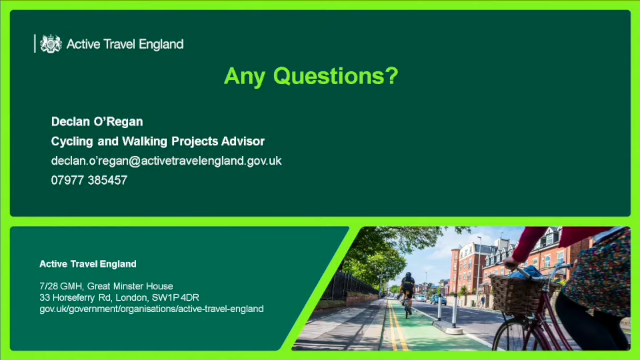 Active Travel England
Any Questions?
Declan O'Regan
Cycling and Walking Projects Advisor
declan.o'regan@activetravelengland.gov.uk
07977 385457
Active Travel England
7/28 GMH, Great Minster House
33 Horseferry Rd, London, SW1P 4DR
gov.uk/government/organisations/active-travel-england